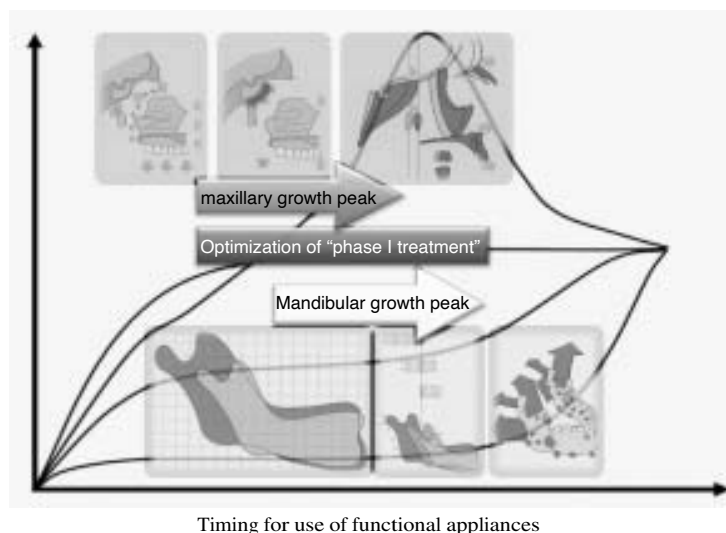 maxillary growth peak
Optimization of “phase I treatment”
Mandibular growth peak
Timing for use of functional appliances